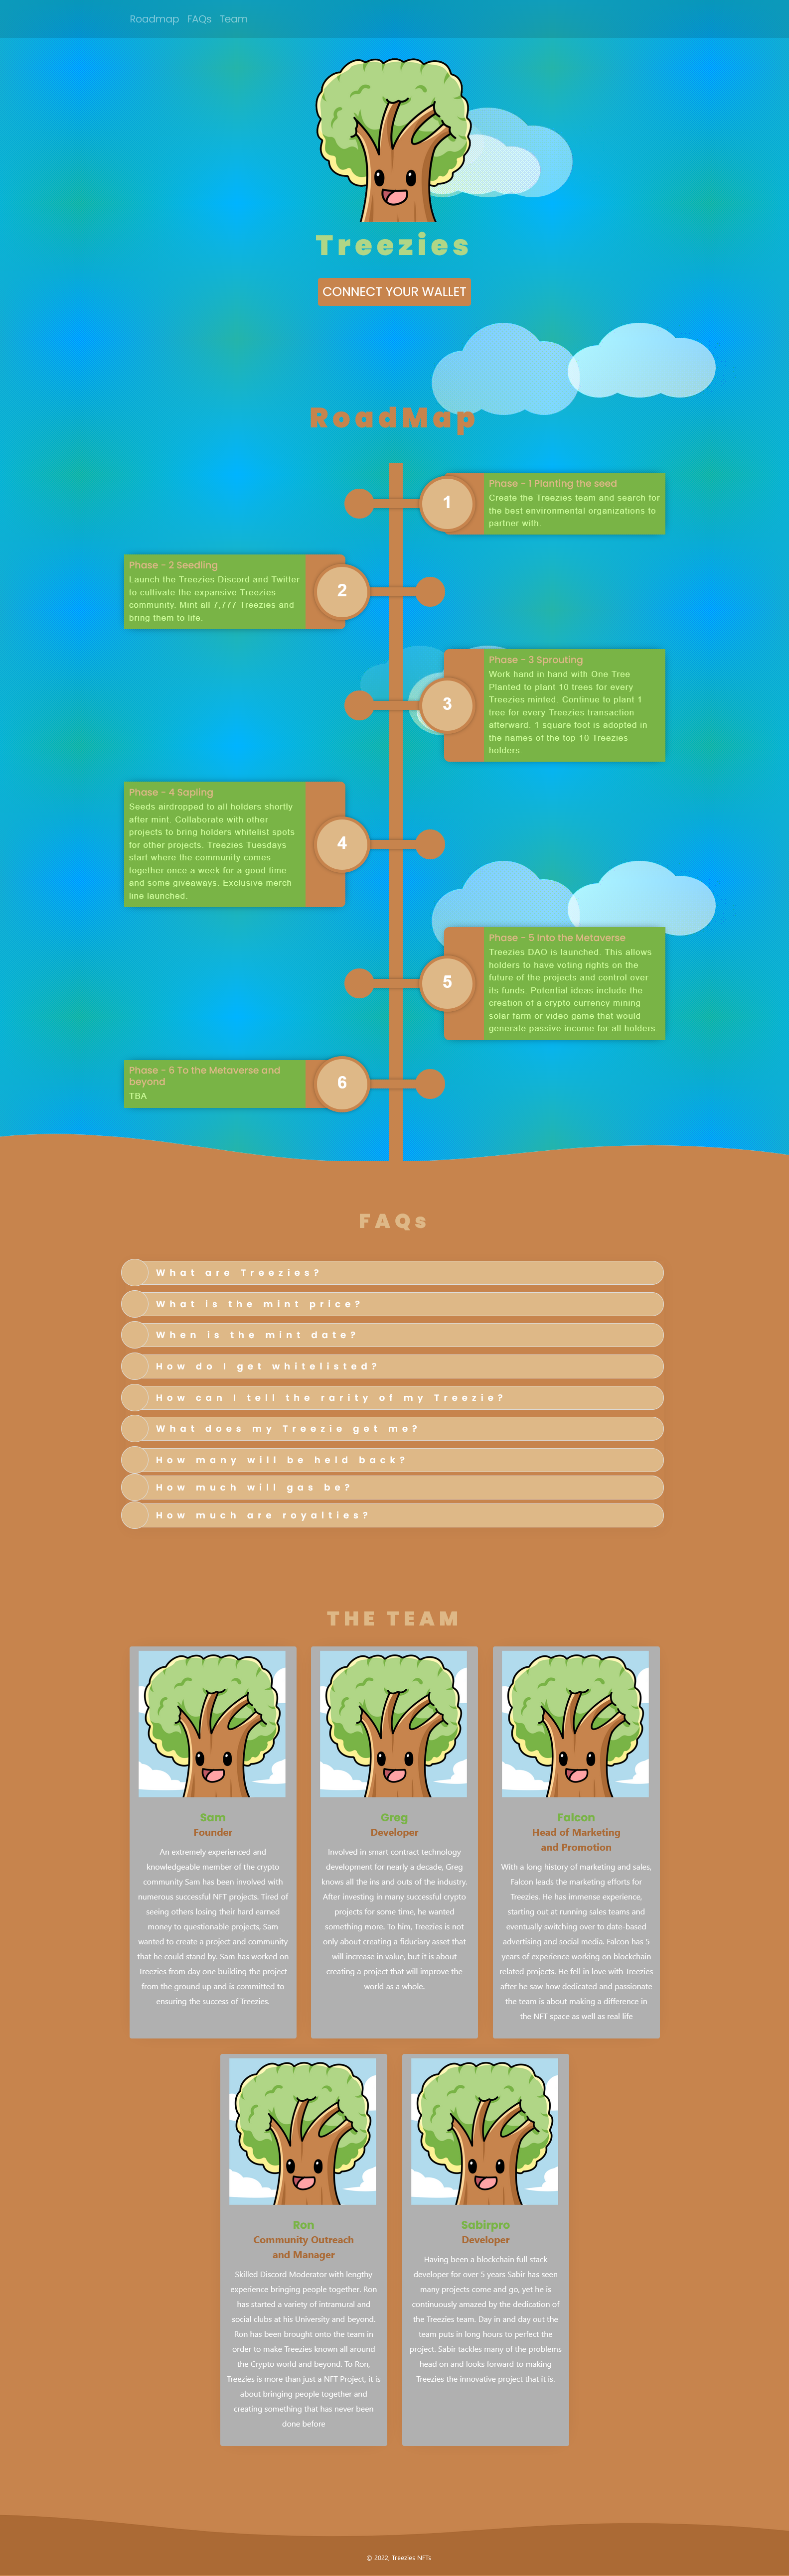 Roadmap FAQs Team
Treezies
CONNECT YOUR WALLET
RoadMap
1
Phase - 1 Planting the seed
Create the Treezies team and search for
the best environmental organizations to
partner with.
Phase - 2 Seedling
Launch the Treezies Discord and Twitter
to cultivate the expansive Treezies
community. Mint all 7,777 Treezies and
bring them to life.
2
3
Phase - 3 Sprouting
Work hand in hand with One Tree
Planted to plant 10 trees for every
Treezies minted. Continue to plant 1
tree for every Treezies transaction
afterward. 1 square foot is adopted in
the names of the top 10 Treezies
holders.
Phase - 4 Sapling
Seeds airdropped to all holders shortly
after mint. Collaborate with other
projects to bring holders whitelist spots
for other projects. Treezies Tuesdays
start where the community comes
together once a week for a good time
and some giveaways. Exclusive merch
line launched.
4
5
Phase - 5 Into the Metaverse
Treezies DAO is launched. This allows
holders to have voting rights on the
future of the projects and control over
its funds. Potential ideas include the
creation of a crypto currency mining
solar farm or video game that would
generate passive income for all holders.
Phase - 6 To the Metaverse and
beyond
TBA
6
FAQs
What are Treezies?
What is the mint price?
When is the mint date?
How do I get whitelisted?
How can I tell the rarity of my Treezie?
What does my Treezie get me?
How many will be held back?
How much will gas be?
How much are royalties?
THE TEAM
Sam
Founder
An extremely experienced and
knowledgeable member of the crypto
community Sam has been involved with
numerous successful NFT projects. Tired of
seeing others losing their hard earned
money to questionable projects, Sam
wanted to create a project and community
that he could stand by. Sam has worked on
Treezies from day one building the project
from the ground up and is committed to
ensuring the success of Treezies.
Greg
Developer
Involved in smart contract technology
development for nearly a decade, Greg
knows all the ins and outs of the industry.
After investing in many successful crypto
projects for some time, he wanted
something more. To him, Treezies is not
only about creating a fiduciary asset that
will increase in value, but it is about
creating a project that will improve the
world as a whole.
Falcon
Head of Marketing
and Promotion
With a long history of marketing and sales,
Falcon leads the marketing efforts for
Treezies. He has immense experience,
starting out at running sales teams and
eventually switching over to date-based
advertising and social media. Falcon has 5
years of experience working on blockchain
related projects. He fell in love with Treezies
after he saw how dedicated and passionate
the team is about making a difference in
the NFT space as well as real life
Ron
Community Outreach
and Manager
Skilled Discord Moderator with lengthy
experience bringing people together. Ron
has started a variety of intramural and
social clubs at his University and beyond.
Ron has been brought onto the team in
order to make Treezies known all around
the Crypto world and beyond. To Ron,
Treezies is more than just a NFT Project, it is
about bringing people together and
creating something that has never been
done before
Sabirpro
Developer
Having been a blockchain full stack
developer for over 5 years Sabir has seen
many projects come and go, yet he is
continuously amazed by the dedication of
the Treezies team. Day in and day out the
team puts in long hours to perfect the
project. Sabir tackles many of the problems
head on and looks forward to making
Treezies the innovative project that it is.
© 2022, Treezies NFTs